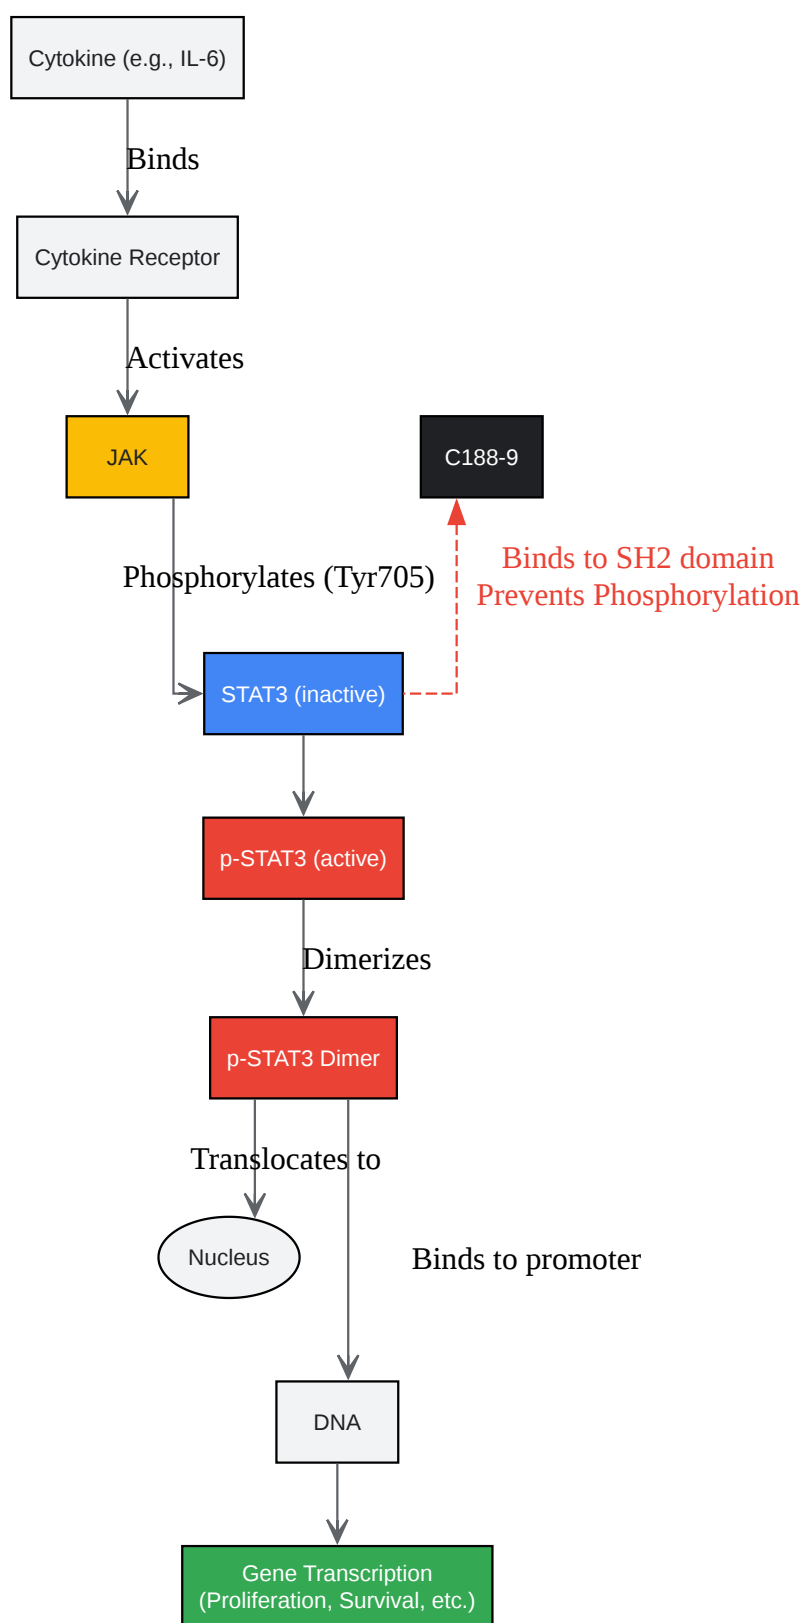 Cytokine (e.g., IL-6)
Binds
Cytokine Receptor
Activates
JAK
C188-9
Phosphorylates (Tyr705)
Binds to SH2 domain
Prevents Phosphorylation
STAT3 (inactive)
p-STAT3 (active)
Dimerizes
p-STAT3 Dimer
Translocates to
Nucleus
Binds to promoter
DNA
Gene Transcription
(Proliferation, Survival, etc.)